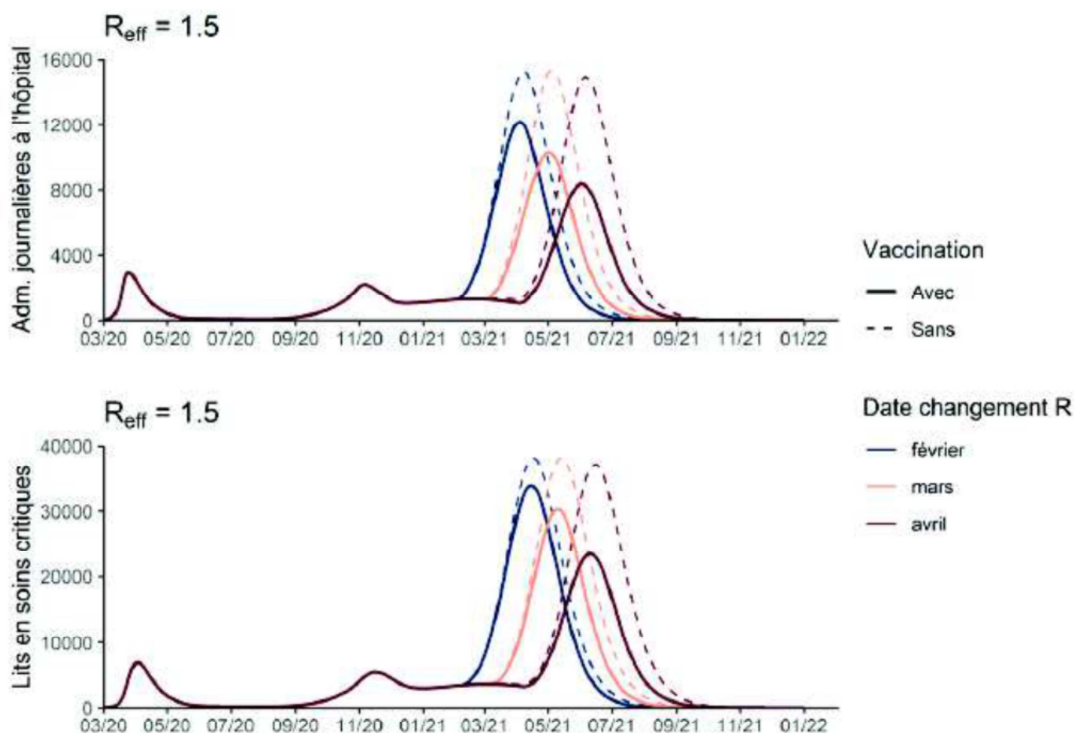 R_eff = 1.5
Adm. journalières à l'hôpital
16000
12000
8000
4000
0
03/20 05/20 07/20 09/20 11/20 01/21 03/21 05/21 07/21 09/21 11/21 01/22
Vaccination
Avec
Sans
R_eff = 1.5
Lits en soins critiques
40000
30000
20000
10000
0
03/20 05/20 07/20 09/20 11/20 01/21 03/21 05/21 07/21 09/21 11/21 01/22
Date changement R
février
mars
avril